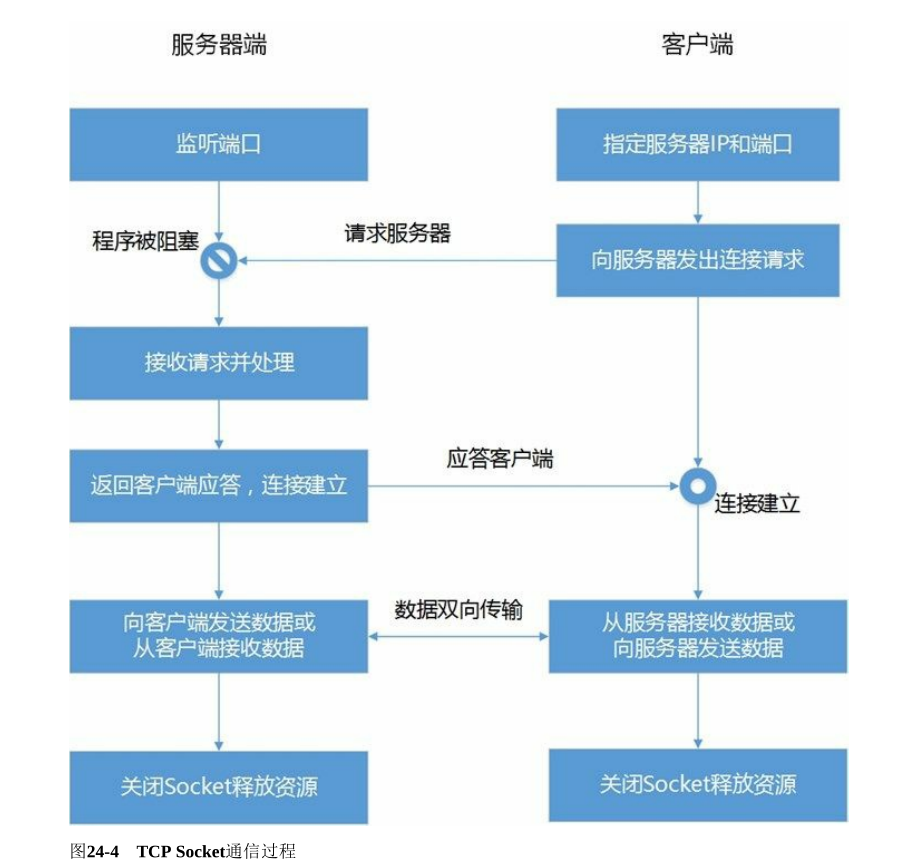 服务器端
客户端
监听端口
指定服务器IP和端口
程序被阻塞
请求服务器
向服务器发出连接请求
接收请求并处理
应答客户端
返回客户端应答，连接建立
连接建立
数据双向传输
向客户端发送数据或
从客户端接收数据
从服务器接收数据或
向服务器发送数据
关闭Socket释放资源
关闭Socket释放资源
图24-4 TCP Socket通信过程